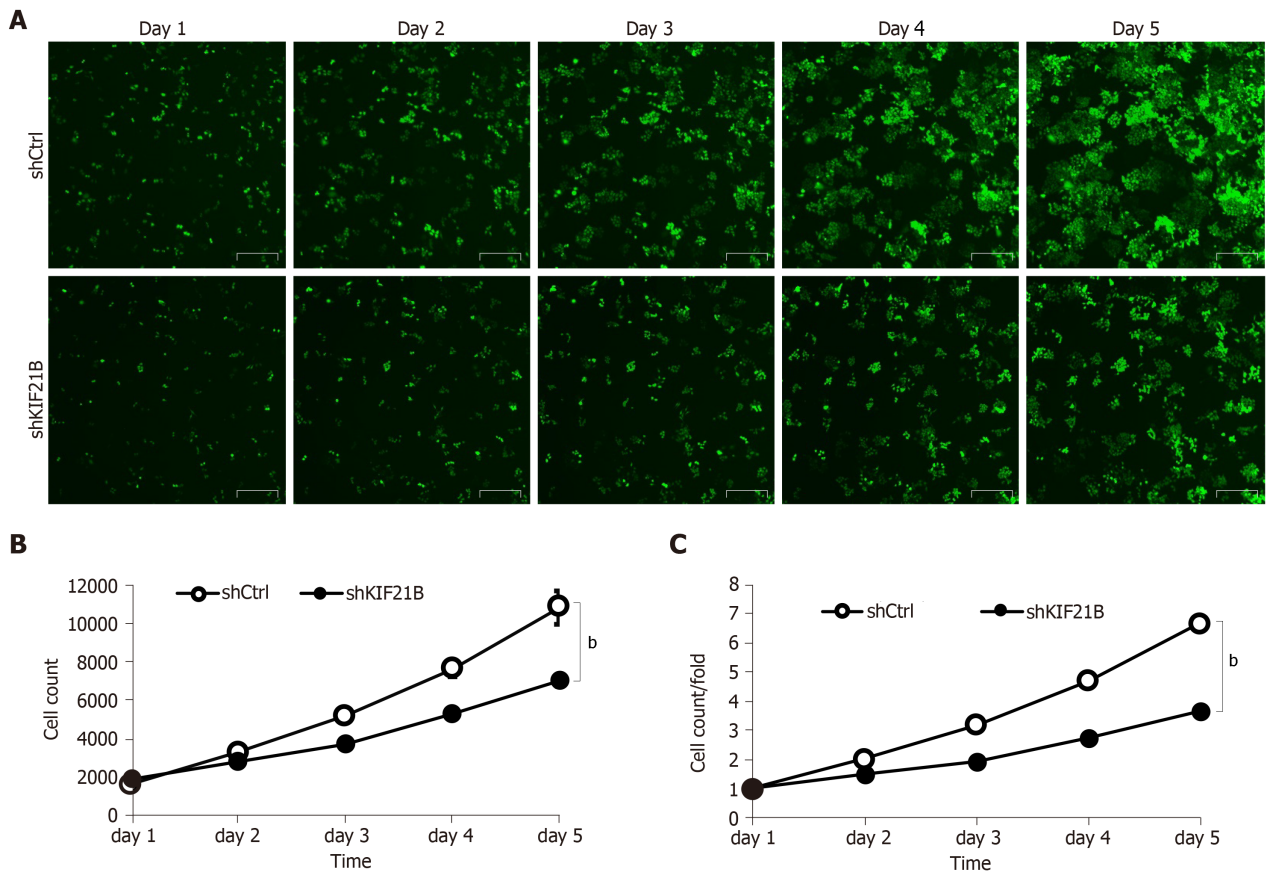 A
Day 1 Day 2 Day 3 Day 4 Day 5
shCtrl
shKIF21B
B
12000
10000
8000
6000
4000
2000
0
Cell count
shCtrl shKIF21B
b
day 1 day 2 day 3 day 4 day 5
Time
C
8
7
6
5
4
3
2
1
0
Cell count/fold
shCtrl shKIF21B
b
day 1 day 2 day 3 day 4 day 5
Time